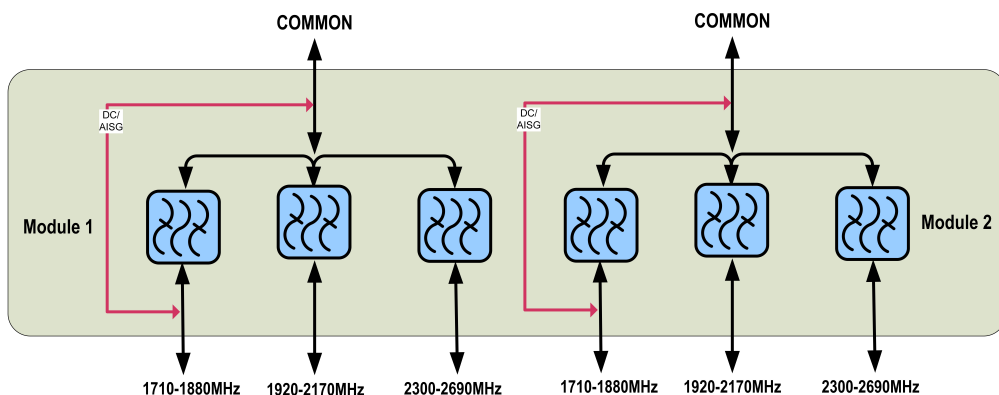 COMMON
COMMON
DC/
AISG
DC/
AISG
Module 1
Module 2
1710-1880MHz
1920-2170MHz
2300-2690MHz
1710-1880MHz
1920-2170MHz
2300-2690MHz